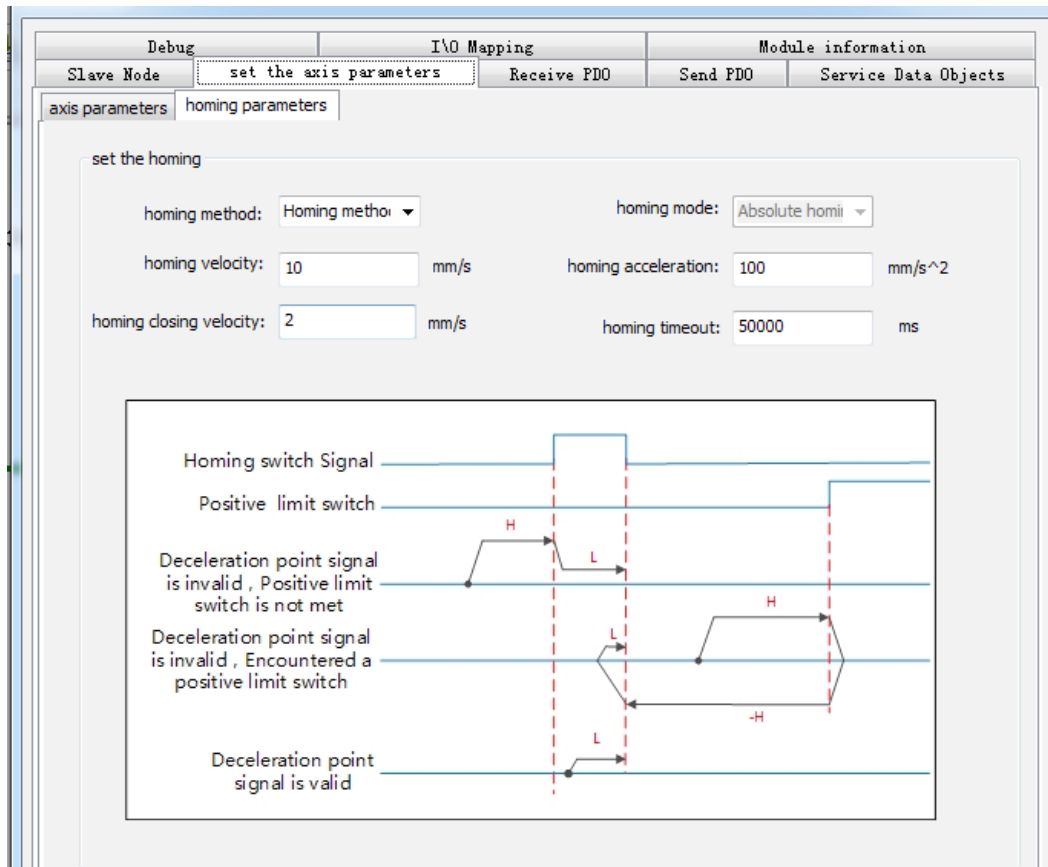 Debug
I\O Mapping
Module information
Slave Node
set the axis parameters
Receive PDO
Send PDO
Service Data Objects
axis parameters
homing parameters
set the homing
homing method:
Homing metho
homing mode:
Absolute homi
homing velocity:
10
mm/s
homing acceleration:
100
mm/s^2
homing closing velocity:
2
mm/s
homing timeout:
50000
ms
Homing switch Signal
Positive limit switch
H
L
Deceleration point signal
is invalid , Positive limit
switch is not met
H
Deceleration point signal
is invalid , Encountered a
positive limit switch
L
-H
L
Deceleration point
signal is valid